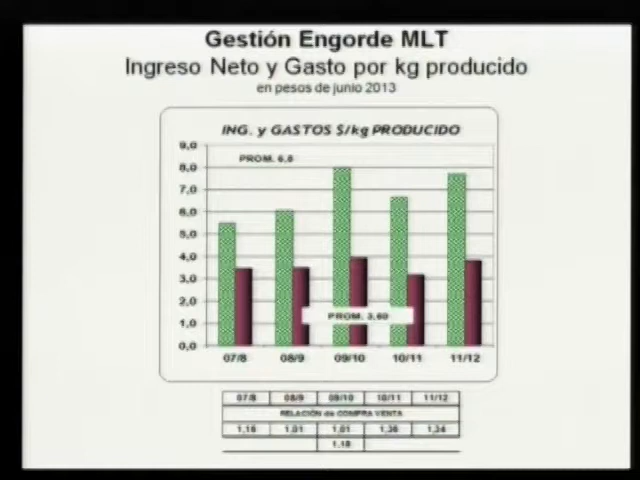 Gestión Engorde MLT
Ingreso Neto y Gasto por kg producido
en pesos de junio 2013
ING. y GASTOS $/kg PRODUCIDO
9,0
PROM. 6,8
8,0
7,0
6,0
5,0
4,0
3,0
2,0
1,0
PROM. 3,60
0,0
07/8 08/9 09/10 10/11 11/12
07/8 08/9 09/10 10/11 11/12
RELACIÓN de COMPRA VENTA
1,16 1,01 1,01 1,36 1,34
1,18